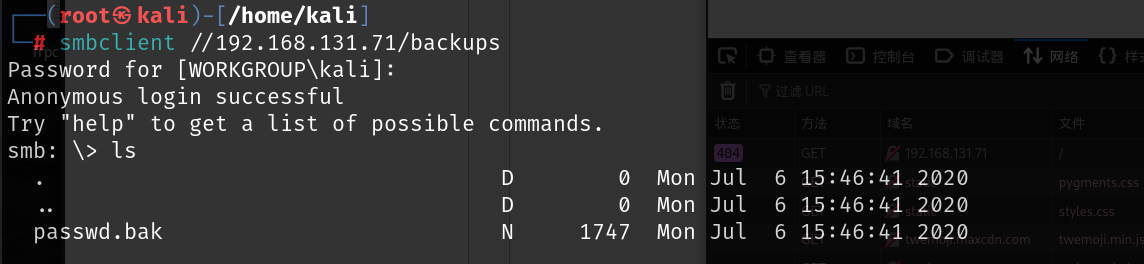 (root㉿kali)-[/home/kali]
# smbclient //192.168.131.71/backups
Password for [WORKGROUP\kali]:
Anonymous login successful
Try "help" to get a list of possible commands.
smb: \> ls
. D 0 Mon Jul 6 15:46:41 2020
.. D 0 Mon Jul 6 15:46:41 2020
passwd.bak N 1747 Mon Jul 6 15:46:41 2020
查看器 控制台 调试器 网络
过滤 URL
状态 方法 域名 文件
404 GET 192.168.131.71 /
pygments.css
styles.css
GET twemoji.maxcdn.com twemoji.min.js